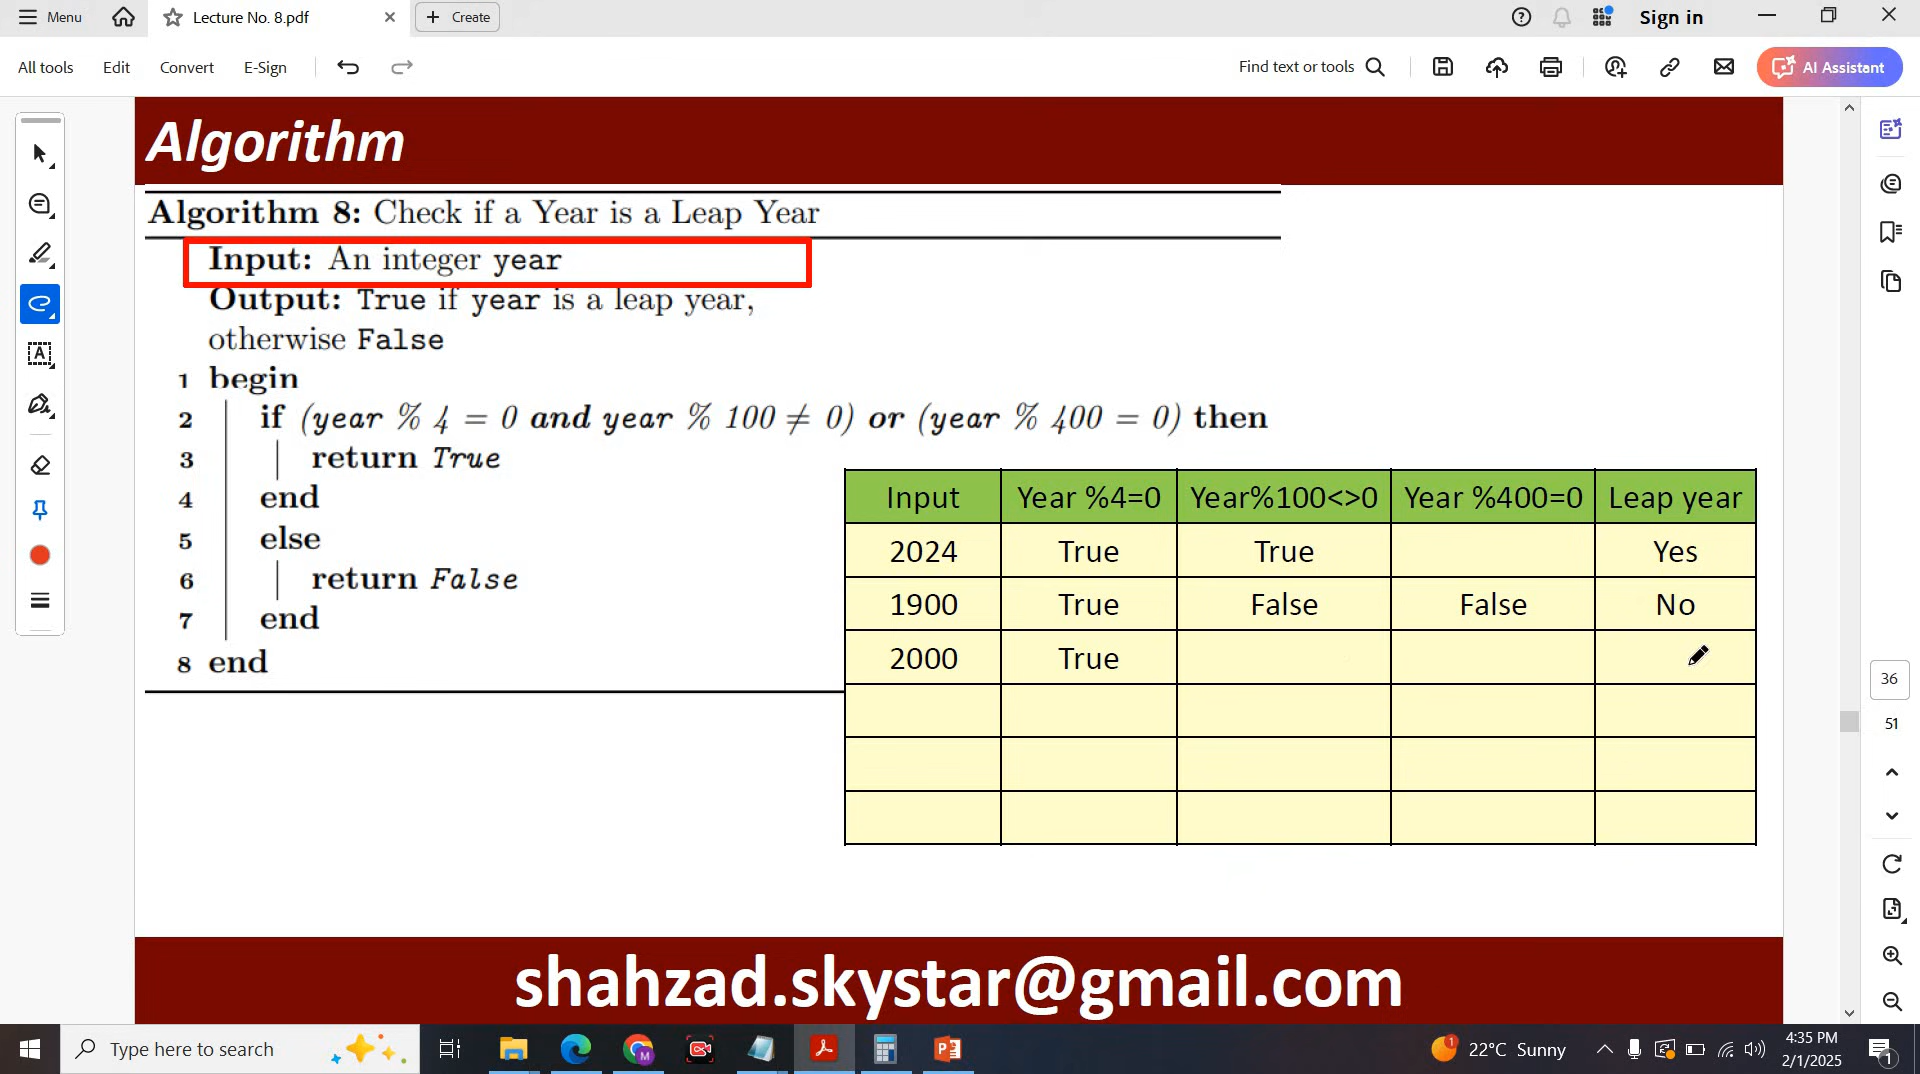 Menu
Lecture No. 8.pdf
Create
Sign in
All tools
Edit
Convert
E-Sign
Find text or tools
AI Assistant
Algorithm
Algorithm 8: Check if a Year is a Leap Year
Input: An integer year
Output: True if year is a leap year,
otherwise False
1 begin
2 if (year % 4 = 0 and year % 100 ≠ 0) or (year % 400 = 0) then
3 return True
4 end
5 else
6 return False
7 end
8 end
Input Year %4=0 Year%100<>0 Year %400=0 Leap year
2024 True True Yes
1900 True False False No
2000 True
36
51
shahzad.skystar@gmail.com
Type here to search
1
22°C Sunny
4:35 PM
2/1/2025
1